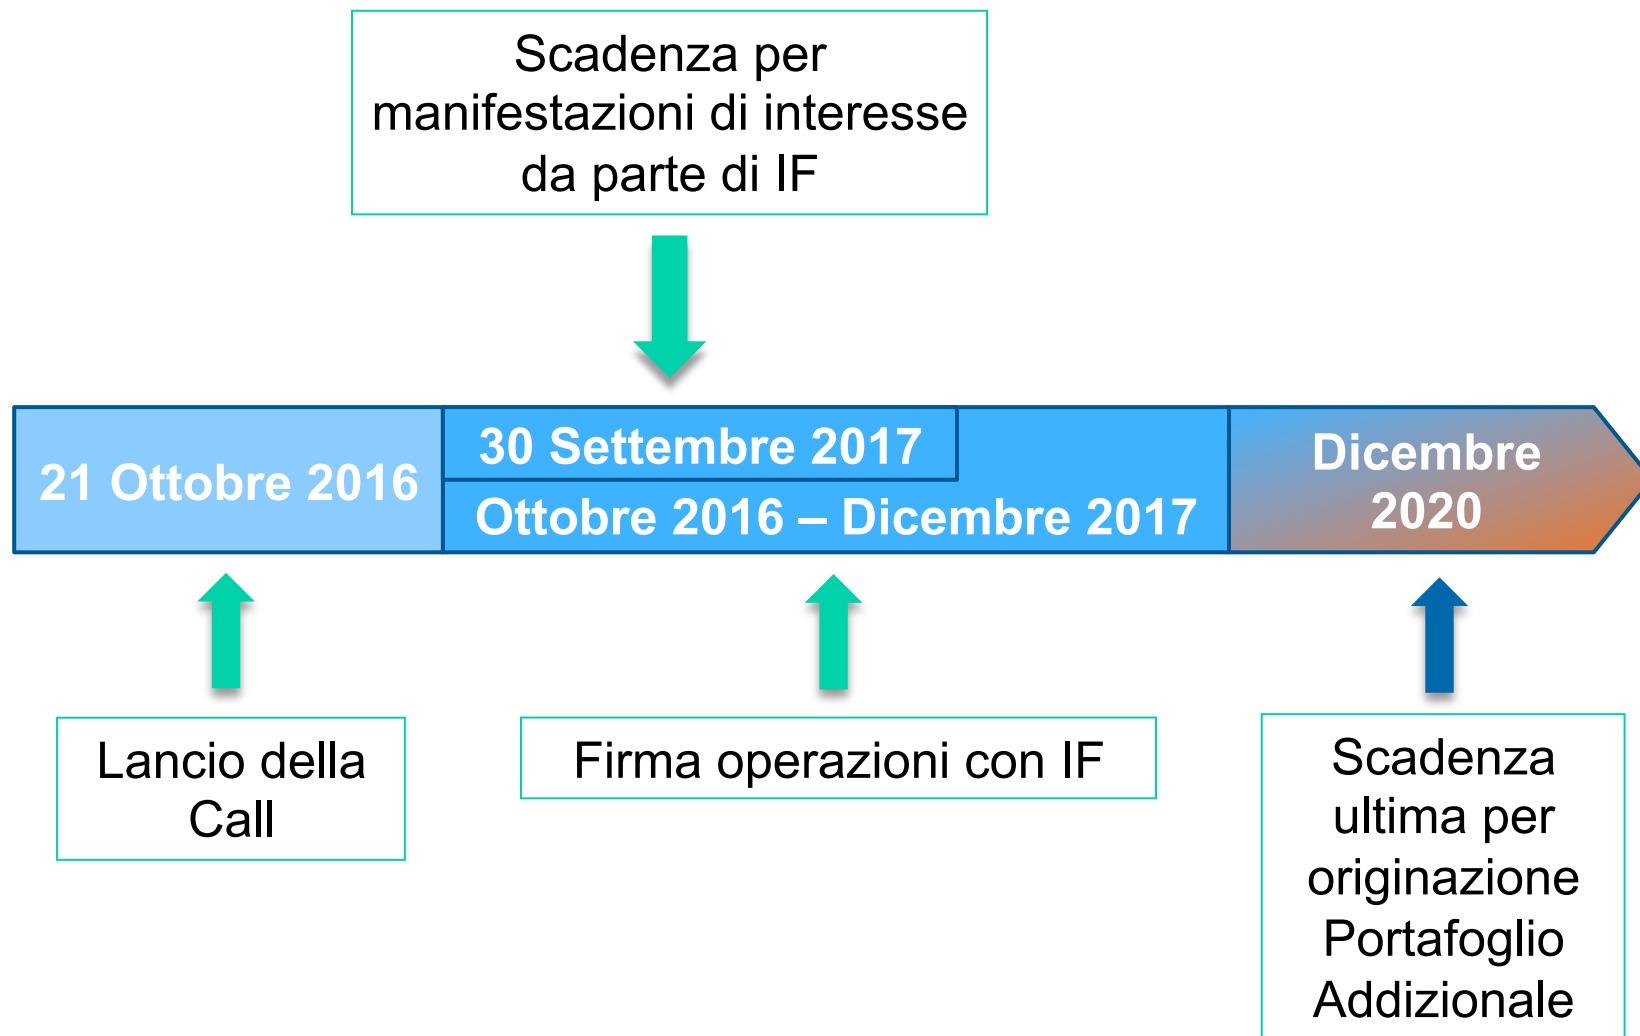 Scadenza per
manifestazioni di interesse
da parte di IF
21 Ottobre 2016
30 Settembre 2017
Ottobre 2016 – Dicembre 2017
Dicembre
2020
Lancio della
Call
Firma operazioni con IF
Scadenza
ultima per
originazione
Portafoglio
Addizionale